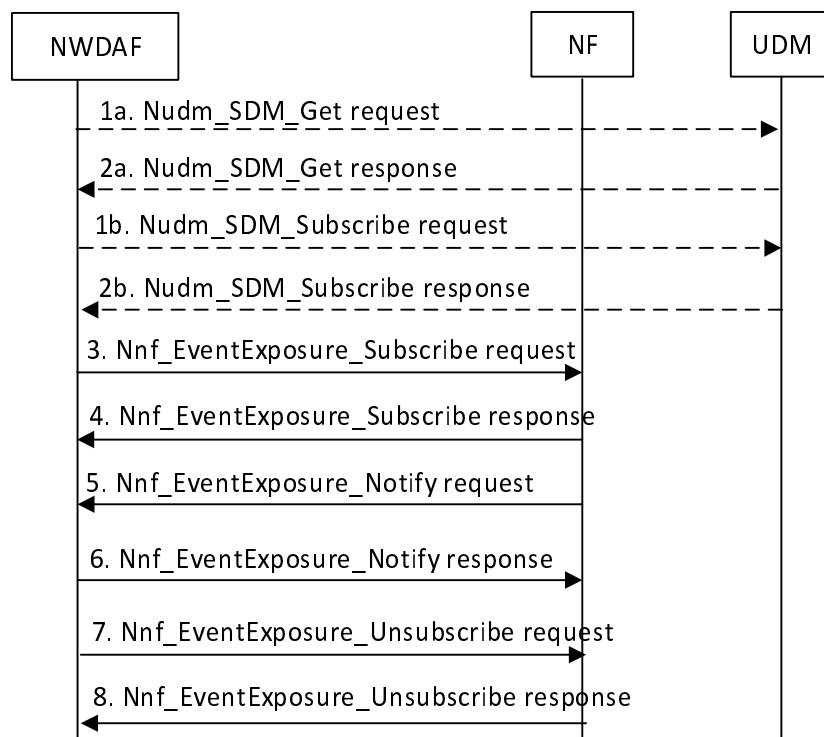 NWDAF
NF
UDM
1a. Nudm_SDM_Get request
2a. Nudm_SDM_Get response
1b. Nudm_SDM_Subscribe request
2b. Nudm_SDM_Subscribe response
3. Nnf_EventExposure_Subscribe request
4. Nnf_EventExposure_Subscribe response
5. Nnf_EventExposure_Notify request
6. Nnf_EventExposure_Notify response
7. Nnf_EventExposure_Unsubscribe request
8. Nnf_EventExposure_Unsubscribe response